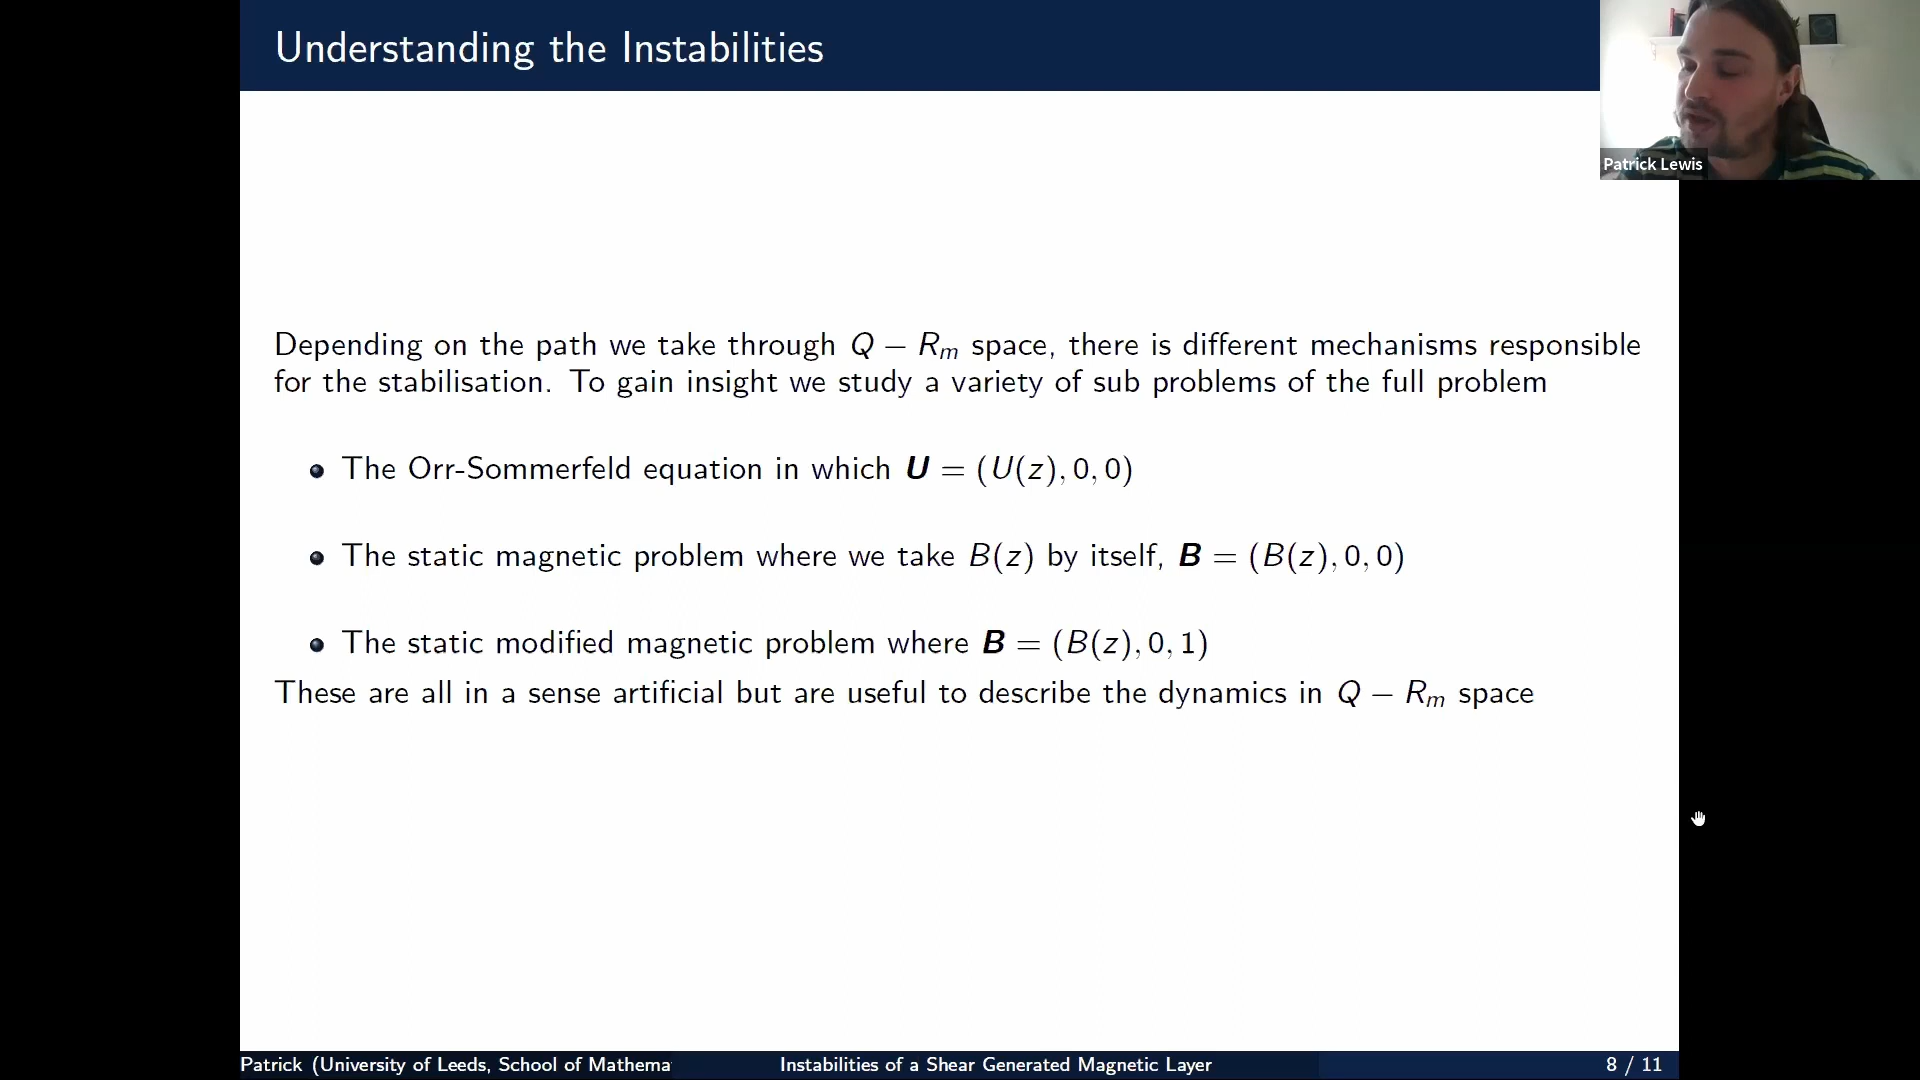 Understanding the Instabilities
Patrick Lewis
Depending on the path we take through Q − Rₘ space, there is different mechanisms responsible
for the stabilisation. To gain insight we study a variety of sub problems of the full problem
• The Orr-Sommerfeld equation in which U = (U(z), 0, 0)
• The static magnetic problem where we take B(z) by itself, B = (B(z), 0, 0)
• The static modified magnetic problem where B = (B(z), 0, 1)
These are all in a sense artificial but are useful to describe the dynamics in Q − Rₘ space
Patrick (University of Leeds, School of Mathema
Instabilities of a Shear Generated Magnetic Layer
8 / 11